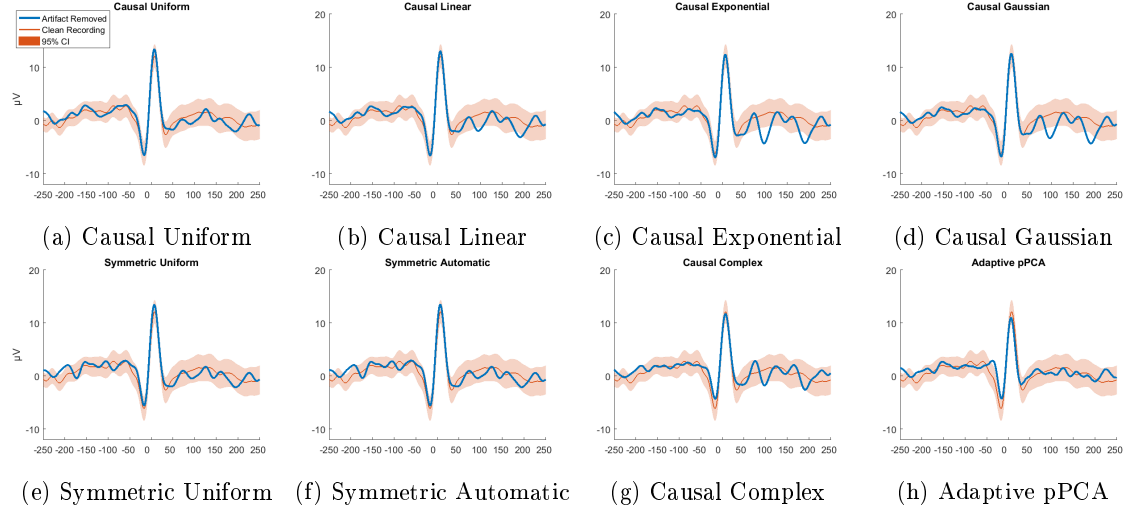 Causal Uniform
Causal Linear
Causal Exponential
Causal Gaussian
Artifact Removed
Clean Recording
95% CI
20
10
0
-10
µV
-250 -200 -150 -100 -50 0 50 100 150 200 250
20
10
0
-10
-250 -200 -150 -100 -50 0 50 100 150 200 250
20
10
0
-10
-250 -200 -150 -100 -50 0 50 100 150 200 250
20
10
0
-10
-250 -200 -150 -100 -50 0 50 100 150 200 250
(a) Causal Uniform
(b) Causal Linear
(c) Causal Exponential
(d) Causal Gaussian
Symmetric Uniform
Symmetric Automatic
Causal Complex
Adaptive pPCA
20
10
0
-10
µV
-250 -200 -150 -100 -50 0 50 100 150 200 250
20
10
0
-10
-250 -200 -150 -100 -50 0 50 100 150 200 250
20
10
0
-10
-250 -200 -150 -100 -50 0 50 100 150 200 250
20
10
0
-10
-250 -200 -150 -100 -50 0 50 100 150 200 250
(e) Symmetric Uniform
(f) Symmetric Automatic
(g) Causal Complex
(h) Adaptive pPCA